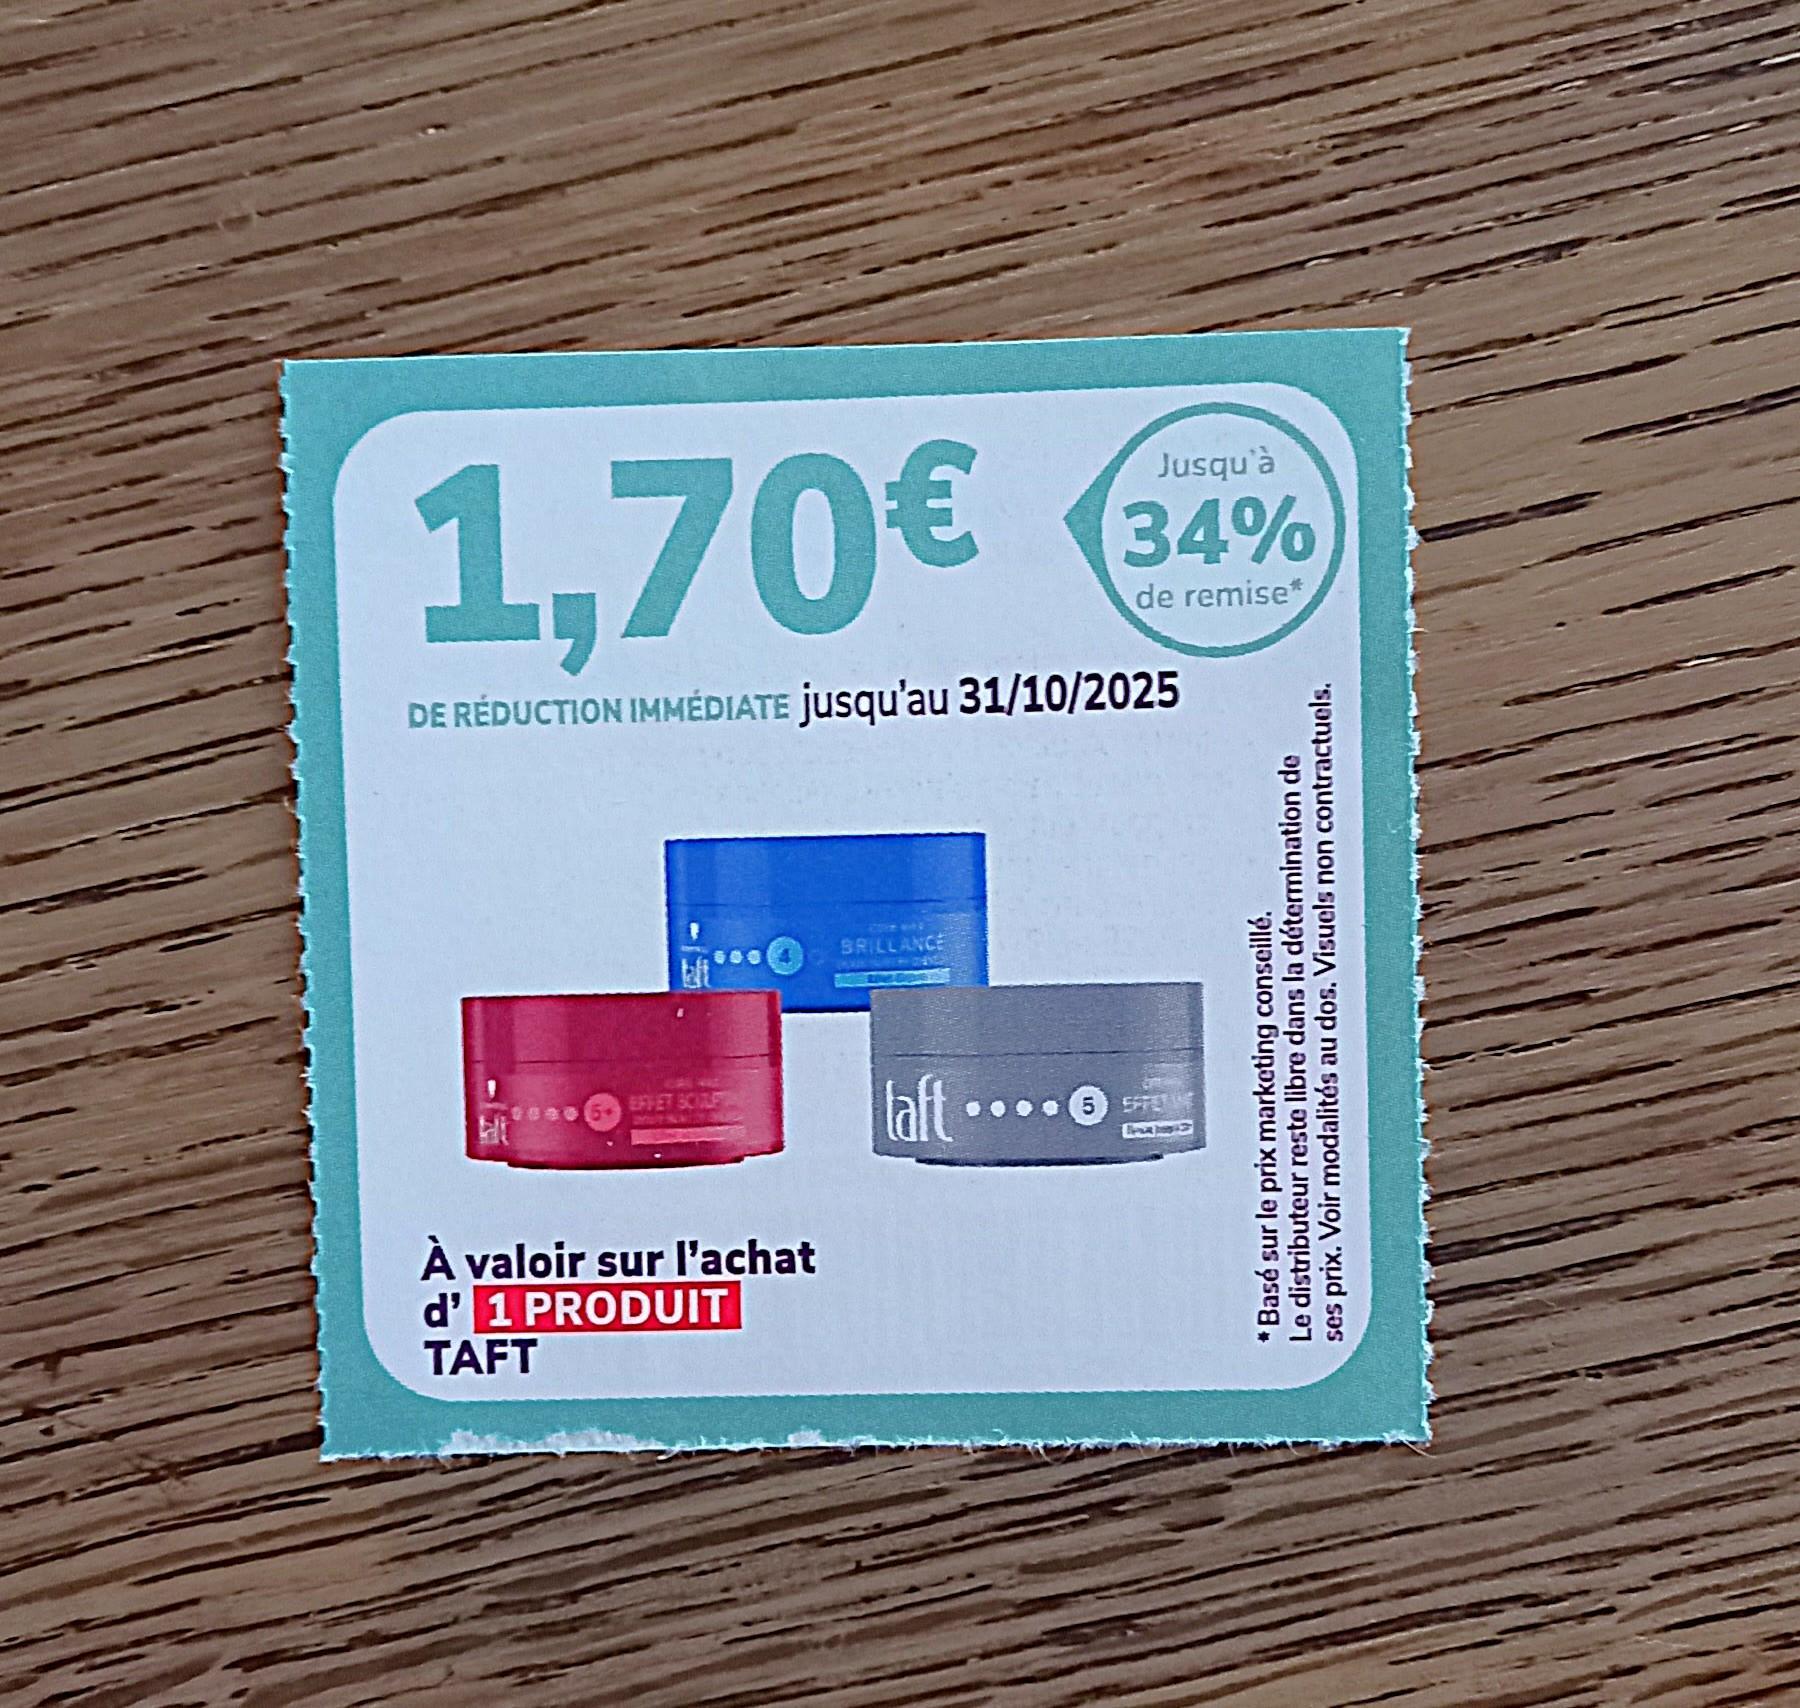 1,70€
Jusqu'à
34%
de remise*
DE RÉDUCTION IMMÉDIATE jusqu'au 31/10/2025
4
BRILLANCE
taft
taft
5+
EFFET
taft
5
À valoir sur l'achat
d' 1 PRODUIT
TAFT
*Basé sur le prix marketing conseillé.
Le distributeur reste libre dans la détermination de
ses prix. Voir modalités au dos. Visuels non contractuels.